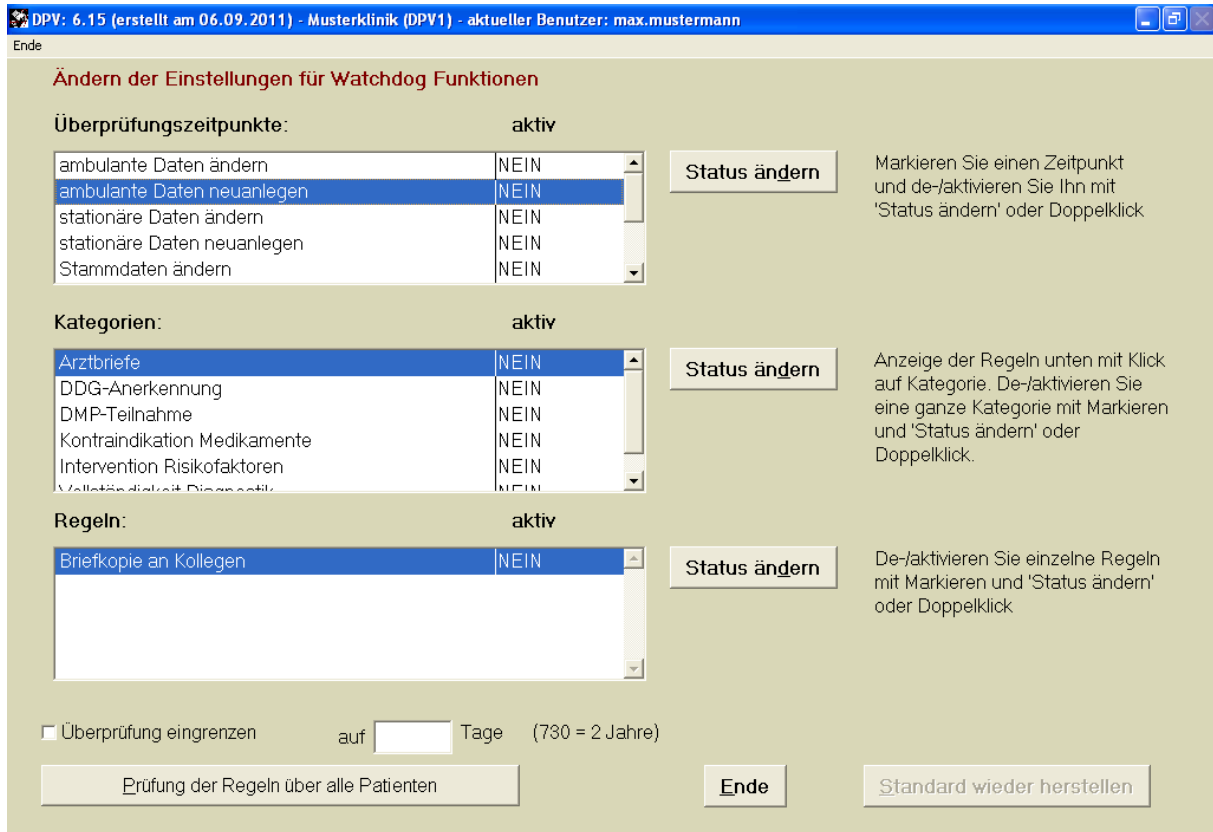 DPV: 6.15 (erstellt am 06.09.2011) - Musterklinik (DPV1) - aktueller Benutzer: max.mustermann
Ende
Ändern der Einstellungen für Watchdog Funktionen
Überprüfungszeitpunkte: aktiv
ambulante Daten ändern NEIN
ambulante Daten neuanlegen NEIN
stationäre Daten ändern NEIN
stationäre Daten neuanlegen NEIN
Stammdaten ändern NEIN
Status ändern
Markieren Sie einen Zeitpunkt
und de-/aktivieren Sie Ihn mit
'Status ändern' oder Doppelklick
Kategorien: aktiv
Arztbriefe NEIN
DDG-Anerkennung NEIN
DMP-Teilnahme NEIN
Kontraindikation Medikamente NEIN
Intervention Risikofaktoren NEIN
Vollständigkeit Diagnostik NEIN
Status ändern
Anzeige der Regeln unten mit Klick
auf Kategorie. De-/aktivieren Sie
eine ganze Kategorie mit Markieren
und 'Status ändern' oder
Doppelklick.
Regeln: aktiv
Briefkopie an Kollegen NEIN
Status ändern
De-/aktivieren Sie einzelne Regeln
mit Markieren und 'Status ändern'
oder Doppelklick
Überprüfung eingrenzen auf Tage (730 = 2 Jahre)
Prüfung der Regeln über alle Patienten
Ende
Standard wieder herstellen